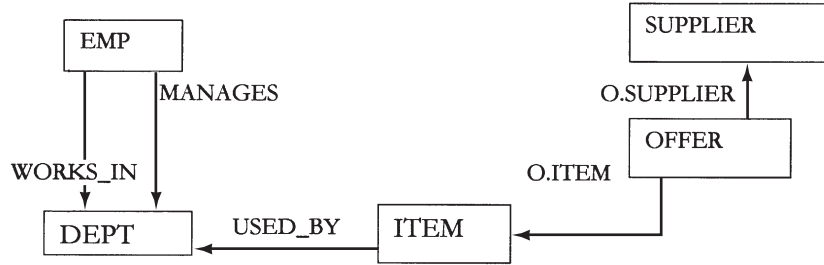 SUPPLIER
EMP
MANAGES
O.SUPPLIER
OFFER
WORKS_IN
O.ITEM
DEPT
USED_BY
ITEM